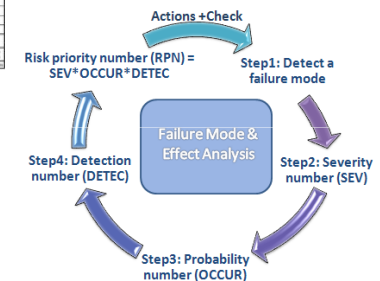 Actions +Check
Risk priority number (RPN) =
SEV*OCCUR*DETEC
Step1: Detect a
failure mode
Failure Mode &
Effect Analysis
Step2: Severity
number (SEV)
Step3: Probability
number (OCCUR)
Step4: Detection
number (DETEC)